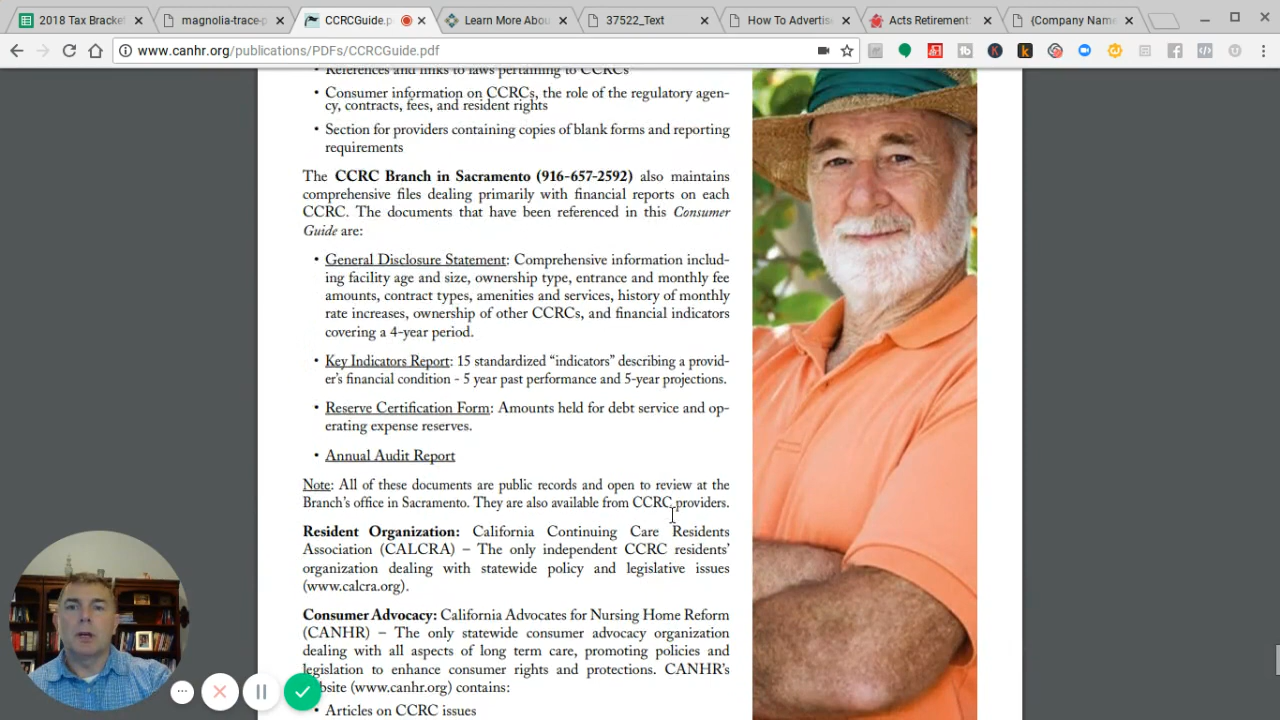 2018 Tax Bracket
magnolia-trace-p
CCRCGuide.p
Learn More Abou
37522_Text
How To Advertis
Acts Retirement
{Company Name
www.canhr.org/publications/PDFs/CCRCGuide.pdf
• References and links to laws pertaining to CCRCs
• Consumer information on CCRCs, the role of the regulatory agen-
cy, contracts, fees, and resident rights
• Section for providers containing copies of blank forms and reporting
requirements
The CCRC Branch in Sacramento (916-657-2592) also maintains
comprehensive files dealing primarily with financial reports on each
CCRC. The documents that have been referenced in this Consumer
Guide are:
• General Disclosure Statement: Comprehensive information includ-
ing facility age and size, ownership type, entrance and monthly fee
amounts, contract types, amenities and services, history of monthly
rate increases, ownership of other CCRCs, and financial indicators
covering a 4-year period.
• Key Indicators Report: 15 standardized “indicators” describing a provid-
er’s financial condition - 5 year past performance and 5-year projections.
• Reserve Certification Form: Amounts held for debt service and op-
erating expense reserves.
• Annual Audit Report
Note: All of these documents are public records and open to review at the
Branch’s office in Sacramento. They are also available from CCRC providers.
Resident Organization: California Continuing Care Residents
Association (CALCRA) – The only independent CCRC residents’
organization dealing with statewide policy and legislative issues
(www.calcra.org).
Consumer Advocacy: California Advocates for Nursing Home Reform
(CANHR) – The only statewide consumer advocacy organization
dealing with all aspects of long term care, promoting policies and
legislation to enhance consumer rights and protections. CANHR’s
bsite (www.canhr.org) contains:
• Articles on CCRC issues